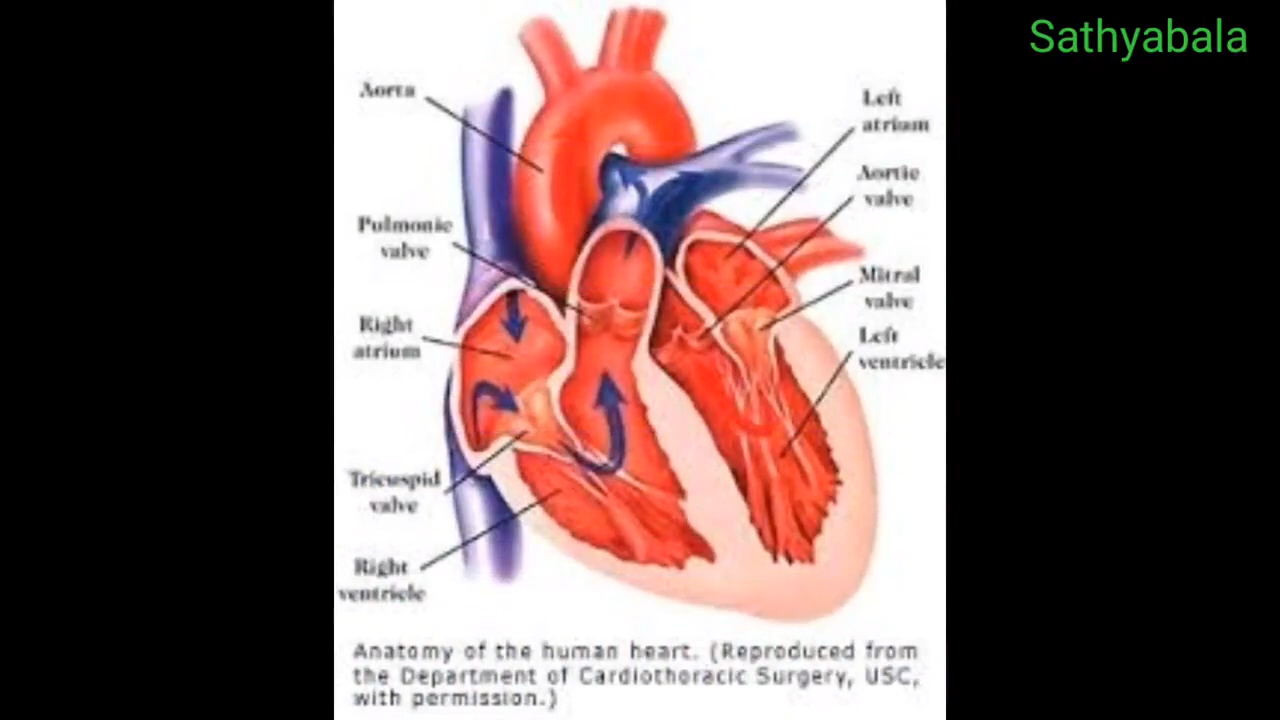 Sathyabala
Aorta
Left
atrium
Aortic
valve
Pulmonic
valve
Mitral
valve
Right
atrium
Left
ventricle
Tricuspid
valve
Right
ventricle
Anatomy of the human heart. (Reproduced from
the Department of Cardiothoracic Surgery, USC,
with permission.)